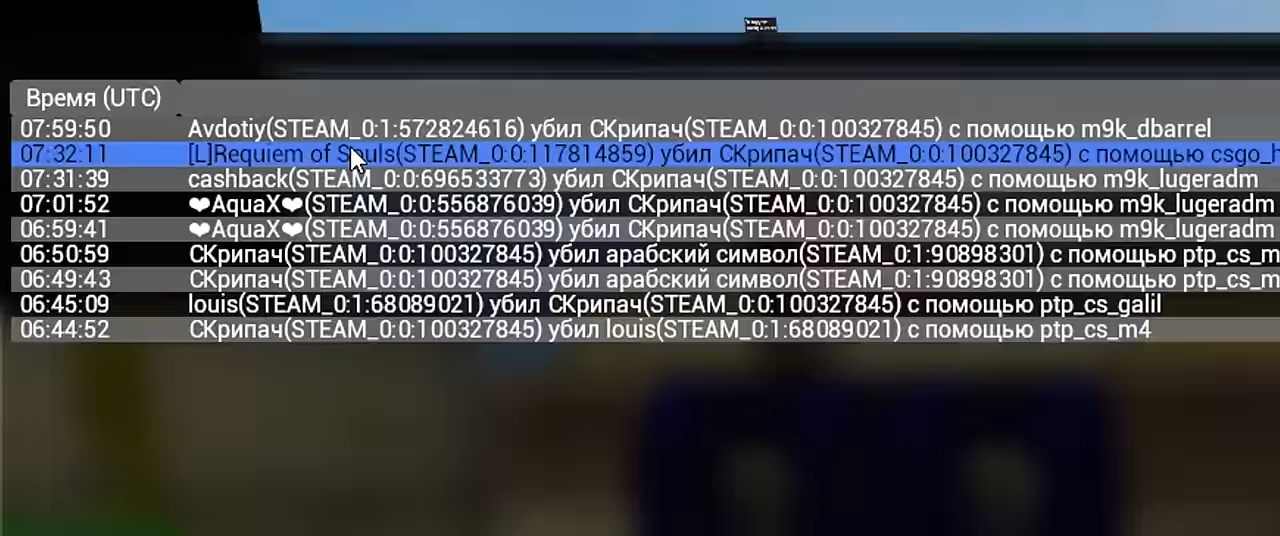 Время (UTC)
07:59:50 Avdotiy(STEAM_0:1:572824616) убил СКрипач(STEAM_0:0:100327845) с помощью m9k_dbarrel
07:32:11 [L]Requiem of Souls(STEAM_0:0:117814859) убил СКрипач(STEAM_0:0:100327845) с помощью csgo_h
07:31:39 cashback(STEAM_0:0:696533773) убил СКрипач(STEAM_0:0:100327845) с помощью m9k_lugeradm
07:01:52 ❤AquaX❤(STEAM_0:0:556876039) убил СКрипач(STEAM_0:0:100327845) с помощью m9k_lugeradm
06:59:41 ❤AquaX❤(STEAM_0:0:556876039) убил СКрипач(STEAM_0:0:100327845) с помощью m9k_lugeradm
06:50:59 СКрипач(STEAM_0:0:100327845) убил арабский символ(STEAM_0:1:90898301) с помощью ptp_cs_m
06:49:43 СКрипач(STEAM_0:0:100327845) убил арабский символ(STEAM_0:1:90898301) с помощью ptp_cs_m
06:45:09 louis(STEAM_0:1:68089021) убил СКрипач(STEAM_0:0:100327845) с помощью ptp_cs_galil
06:44:52 СКрипач(STEAM_0:0:100327845) убил louis(STEAM_0:1:68089021) с помощью ptp_cs_m4